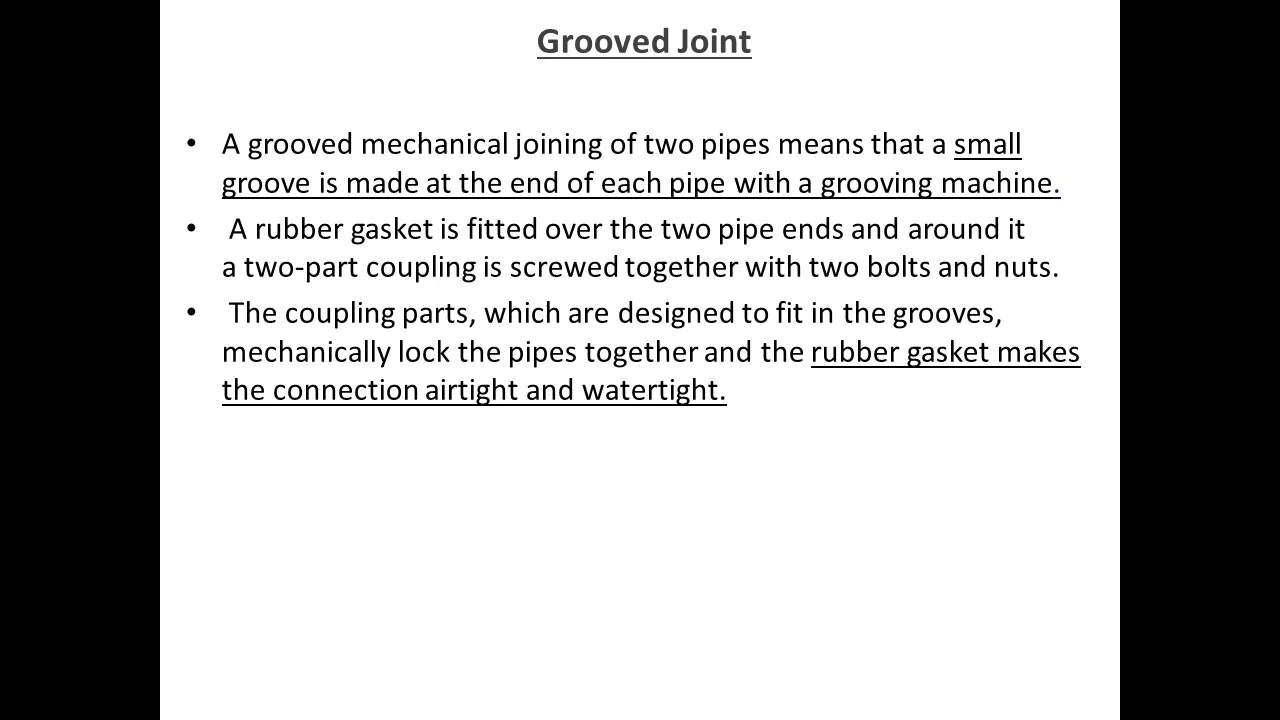 Grooved Joint
• A grooved mechanical joining of two pipes means that a small
groove is made at the end of each pipe with a grooving machine.
• A rubber gasket is fitted over the two pipe ends and around it
a two-part coupling is screwed together with two bolts and nuts.
• The coupling parts, which are designed to fit in the grooves,
mechanically lock the pipes together and the rubber gasket makes
the connection airtight and watertight.